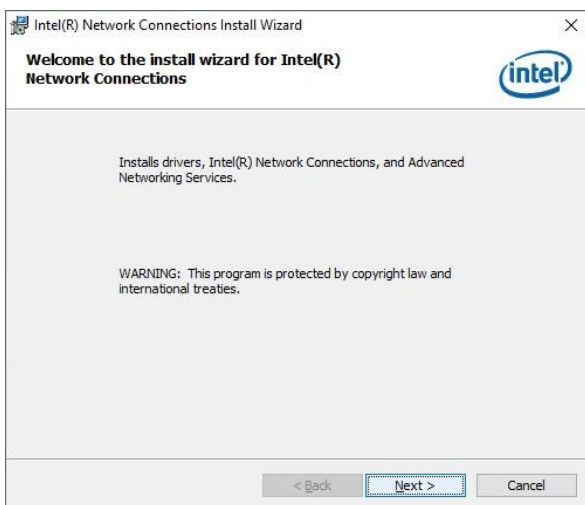 Intel(R) Network Connections Install Wizard
Welcome to the install wizard for Intel(R)
Network Connections
intel
Installs drivers, Intel(R) Network Connections, and Advanced
Networking Services.
WARNING:  This program is protected by copyright law and
international treaties.
< Back
Next >
Cancel